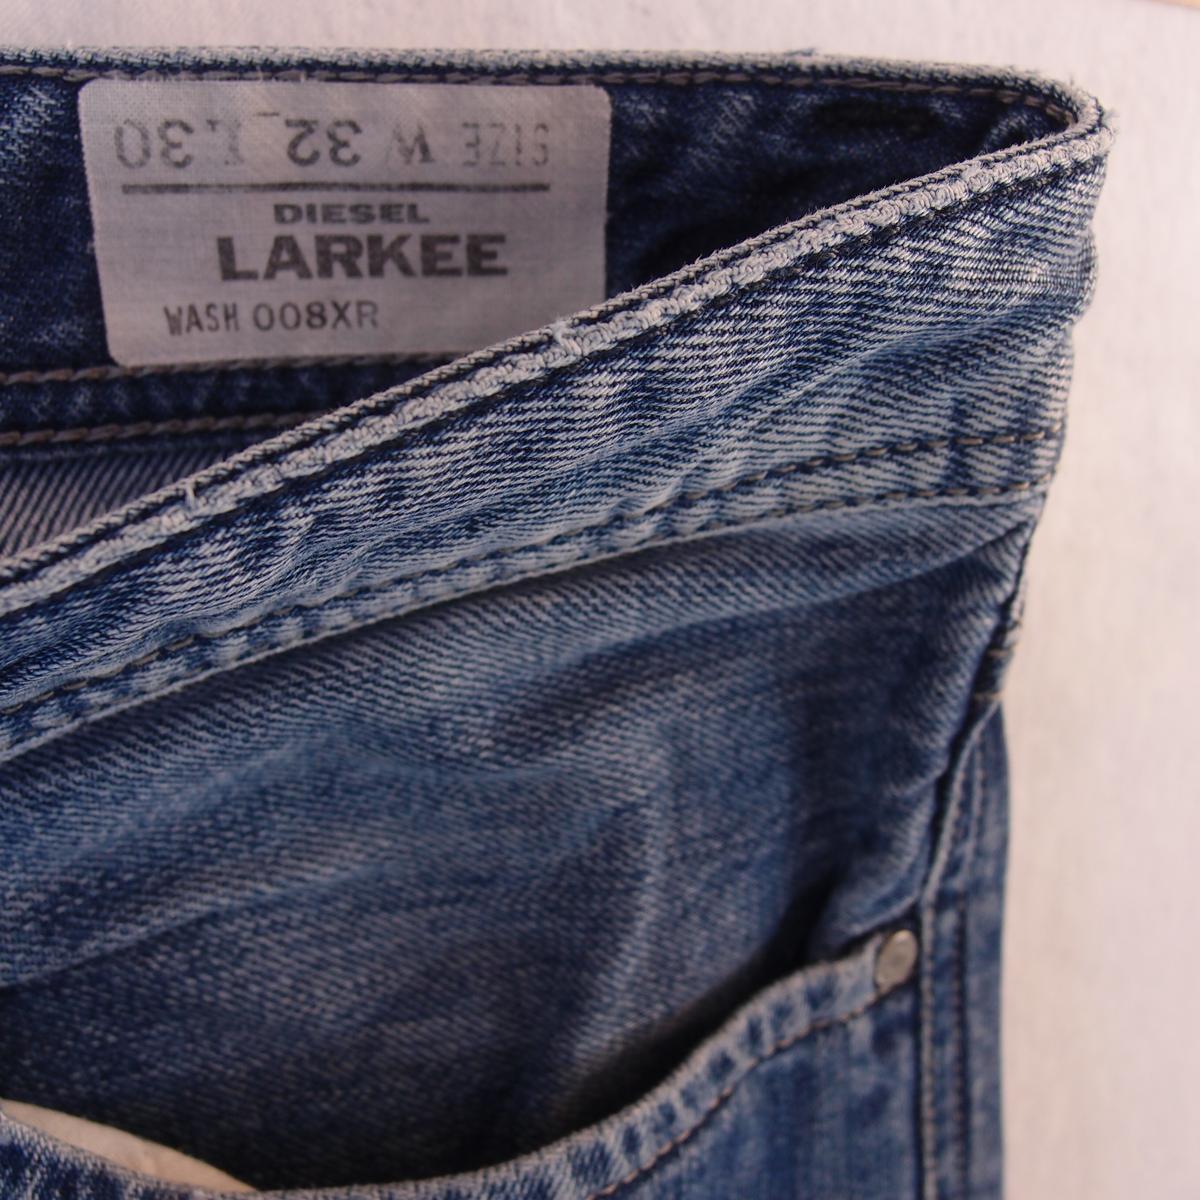 SIZE W 32 L 30
DIESEL
LARKEE
WASH 008XR